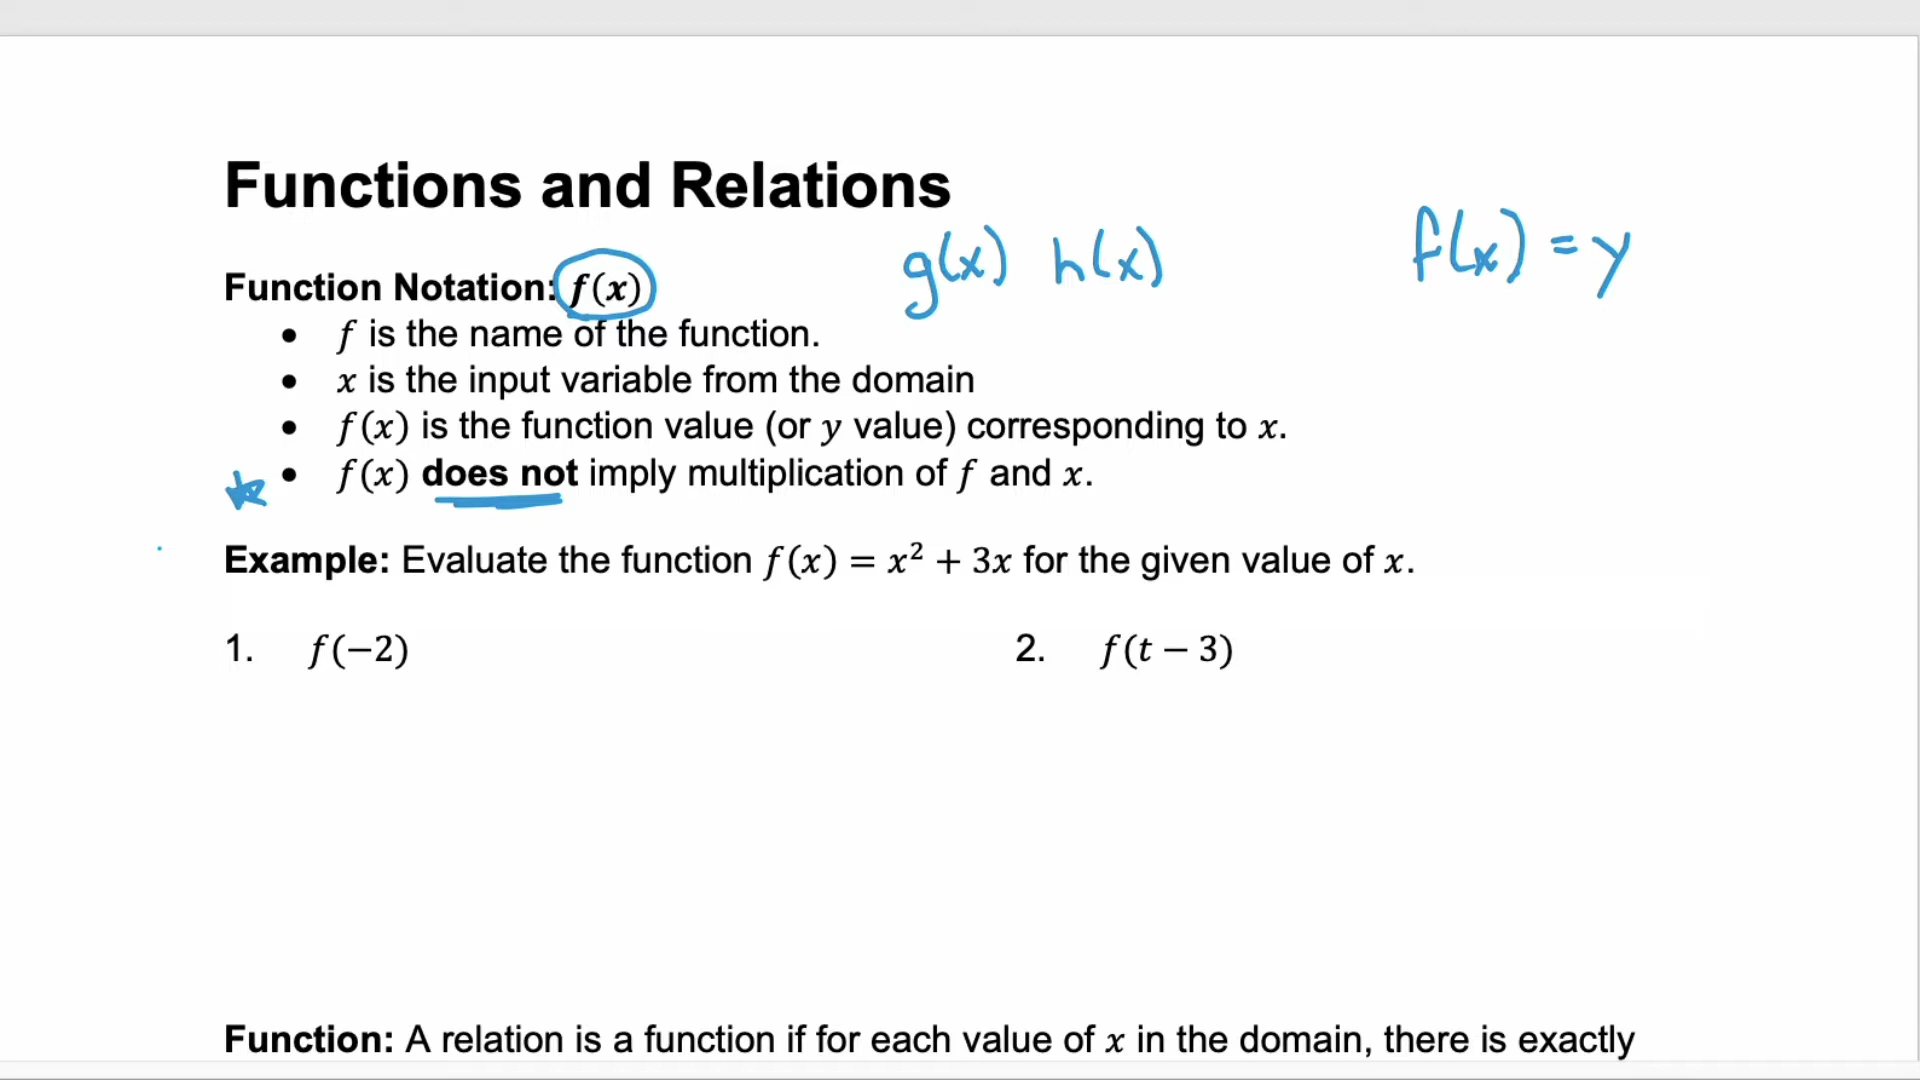 Functions and Relations
g(x) h(x) f(x) = y
Function Notation: f(x)
• f is the name of the function.
• x is the input variable from the domain
• f(x) is the function value (or y value) corresponding to x.
• f(x) does not imply multiplication of f and x.
Example: Evaluate the function f(x) = x² + 3x for the given value of x.
1. f(−2) 2. f(t − 3)
Function: A relation is a function if for each value of x in the domain, there is exactly